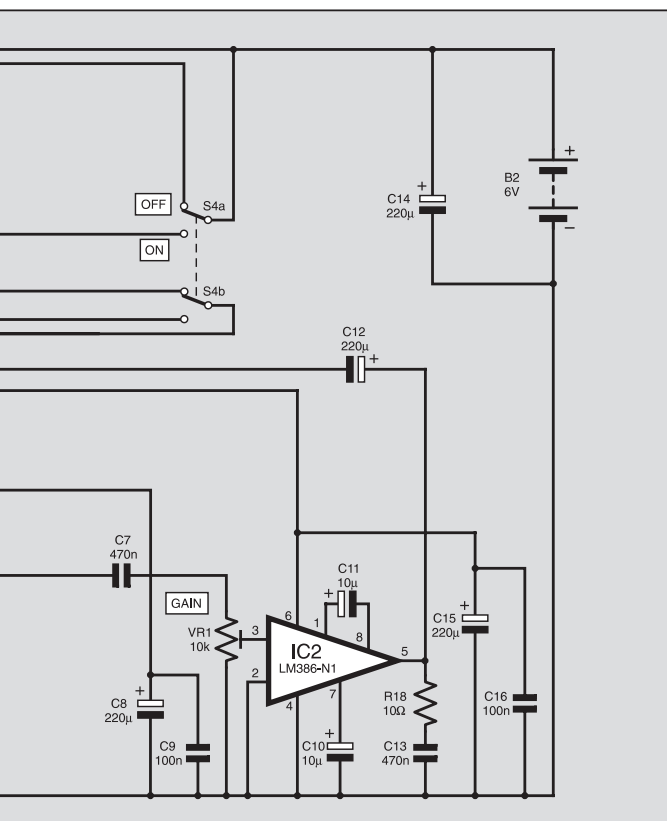 +
B2
6V
−
+
C14
220µ
OFF
S4a
ON
S4b
C12
220µ
+
C7
470n
GAIN
VR1
10k
C11
10µ
+
6
1
8
3
IC2
LM386-N1
5
2
4
7
+
C15
220µ
+
C8
220µ
C9
100n
+
C10
10µ
R18
10Ω
C13
470n
C16
100n